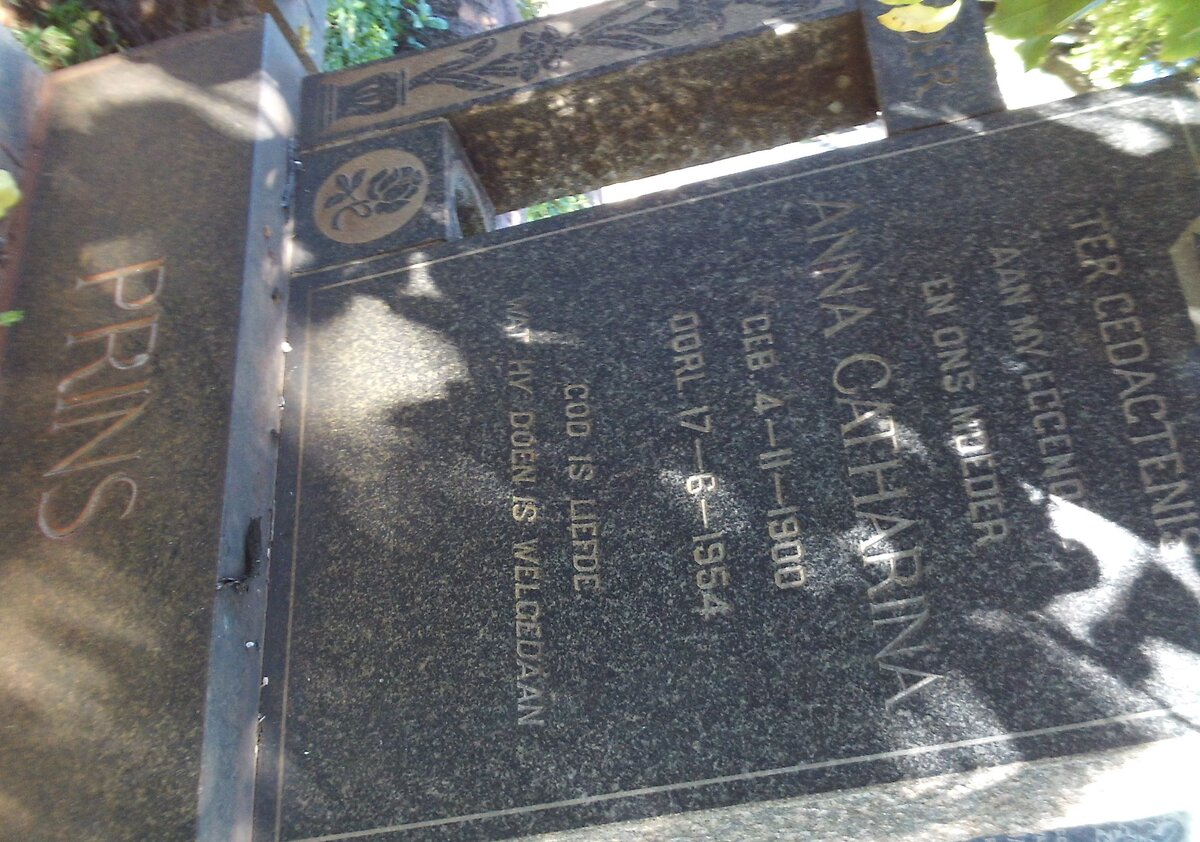 TER GEDAGTENIS
AAN MY
EN ONS MOEDER
ANNA CATHARINA
GEB 4-11-1900
OORL 17-6-1954
GOD IS LIEFDE
WAT HY DOEN IS WELGEDAAN
PRINS